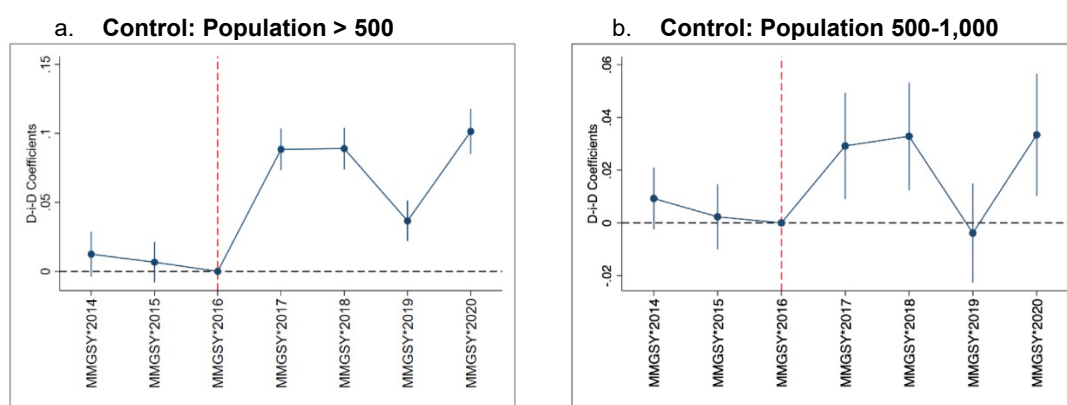 a. Control: Population > 500
.15
.1
.05
0
D-i-D Coefficients
MMGSY*2014
MMGSY*2015
MMGSY*2016
MMGSY*2017
MMGSY*2018
MMGSY*2019
MMGSY*2020
b. Control: Population 500-1,000
.06
.04
.02
0
-.02
D-i-D Coefficients
MMGSY*2014
MMGSY*2015
MMGSY*2016
MMGSY*2017
MMGSY*2018
MMGSY*2019
MMGSY*2020